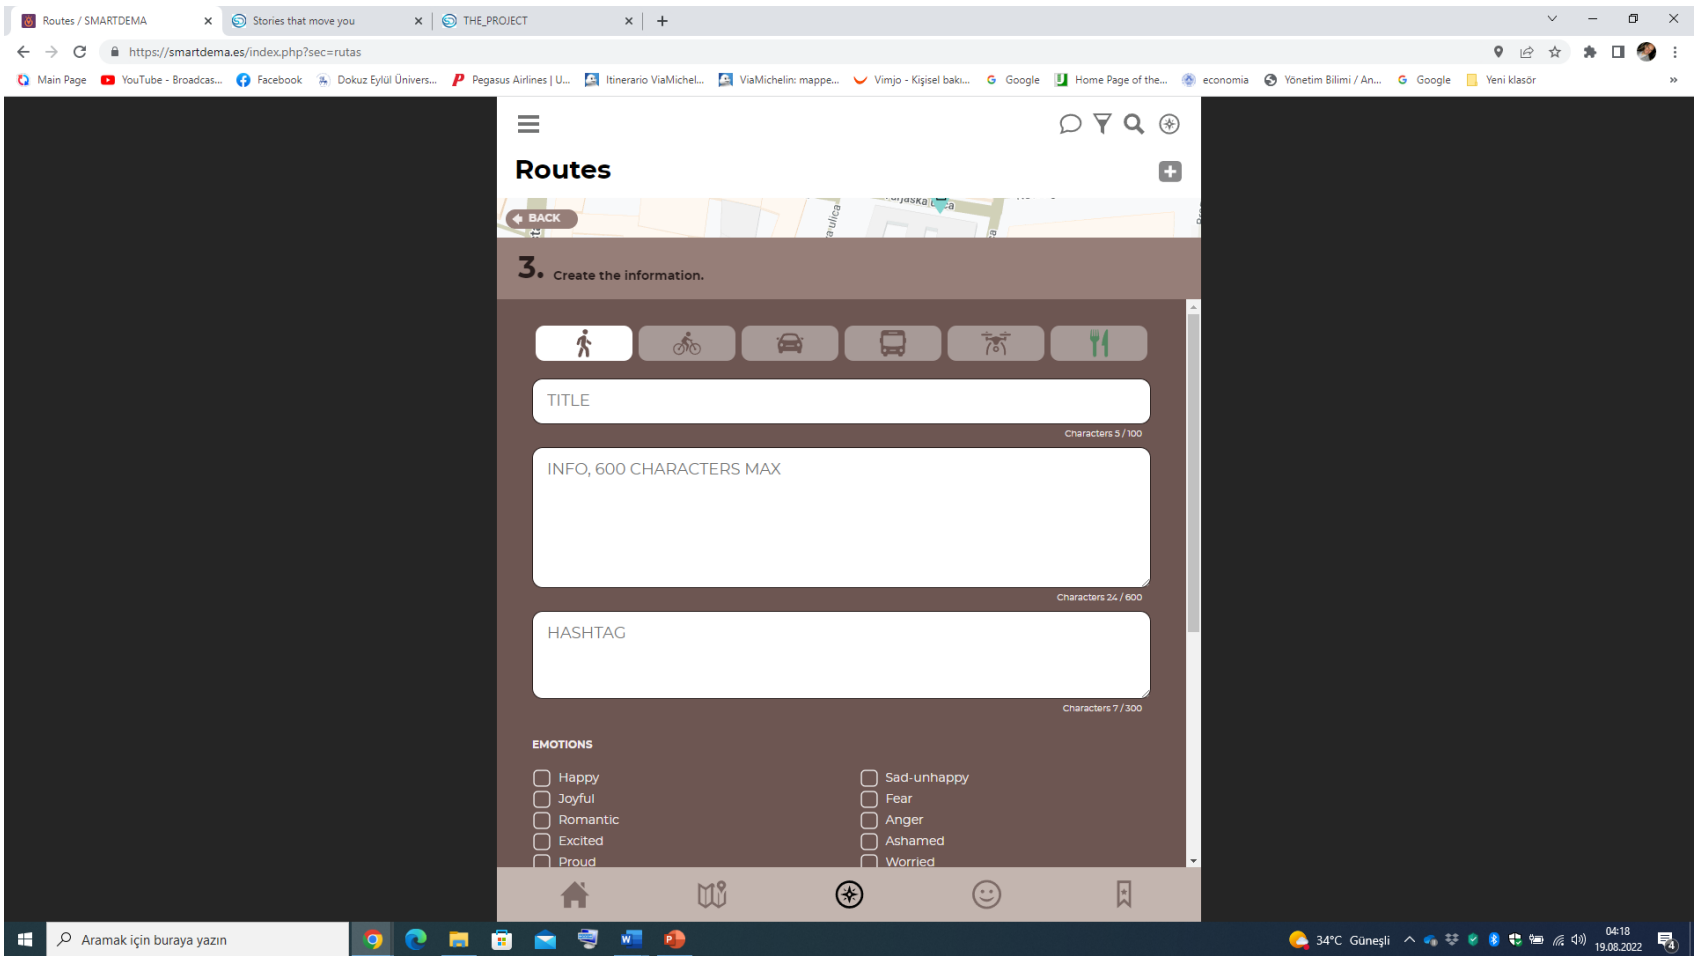 Routes / SMARTDEMA
Stories that move you
THE_PROJECT
https://smartdema.es/index.php?sec=rutas
Main Page
YouTube - Broadcas...
Facebook
Dokuz Eylül Ünivers...
Pegasus Airlines | U...
Itinerario ViaMichel...
ViaMichelin: mappe...
Vimjo - Kişisel bakı...
Google
Home Page of the...
economia
Yönetim Bilimi / An...
Google
Yeni klasör
Routes
BACK
3. Create the information.
TITLE
Characters 5 / 100
INFO, 600 CHARACTERS MAX
Characters 24 / 600
HASHTAG
Characters 7 / 300
EMOTIONS
Happy
Sad-unhappy
Joyful
Fear
Romantic
Anger
Excited
Ashamed
Proud
Worried
Aramak için buraya yazın
34°C Güneşli
04:18
19.08.2022
4